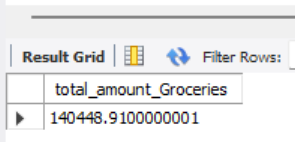 Result Grid Filter Rows:
total_amount_Groceries
140448.9100000001